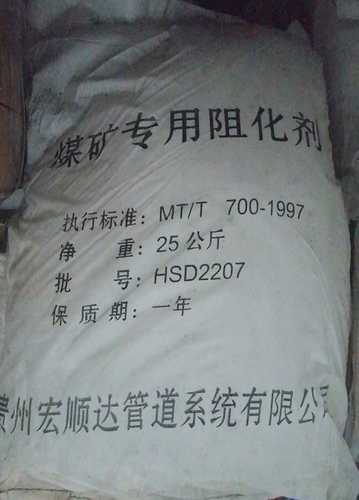 煤矿专用阻化剂
执行标准：MT/T 700-1997
净 重：25公斤
批 号：HSD2207
保质期：一年
贵州宏顺达管道系统有限公司